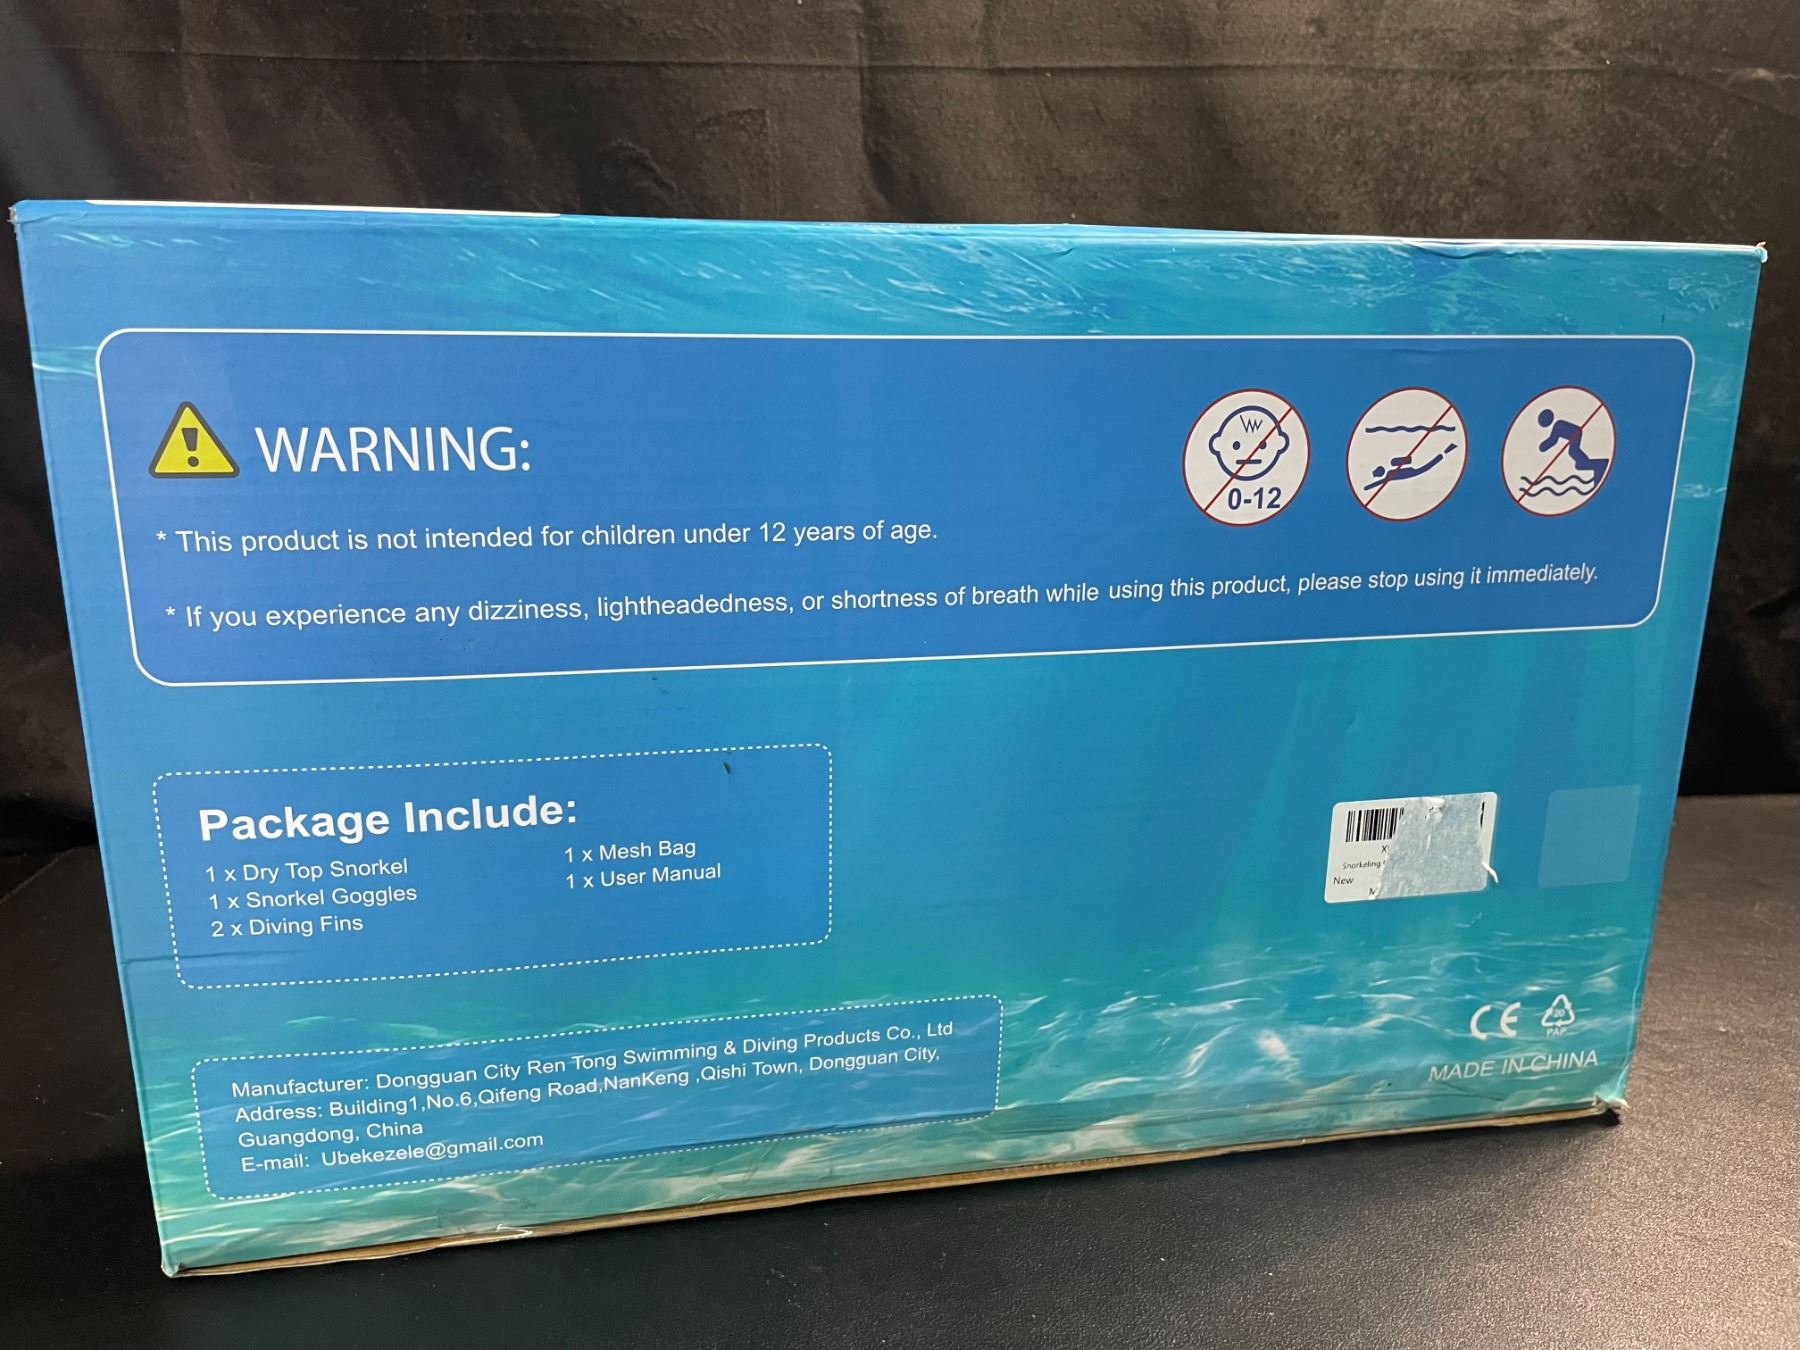 WARNING:
0-12
* This product is not intended for children under 12 years of age.
* If you experience any dizziness, lightheadedness, or shortness of breath while using this product, please stop using it immediately.
Package Include:
1 x Dry Top Snorkel
1 x Snorkel Goggles
2 x Diving Fins
1 x Mesh Bag
1 x User Manual
X
Snorkeling
New
Manufacturer: Dongguan City Ren Tong Swimming & Diving Products Co., Ltd
Address: Building1,No.6,Qifeng Road,NanKeng ,Qishi Town, Dongguan City,
Guangdong, China
E-mail: Ubekezele@gmail.com
CE
20
PAP
MADE IN CHINA